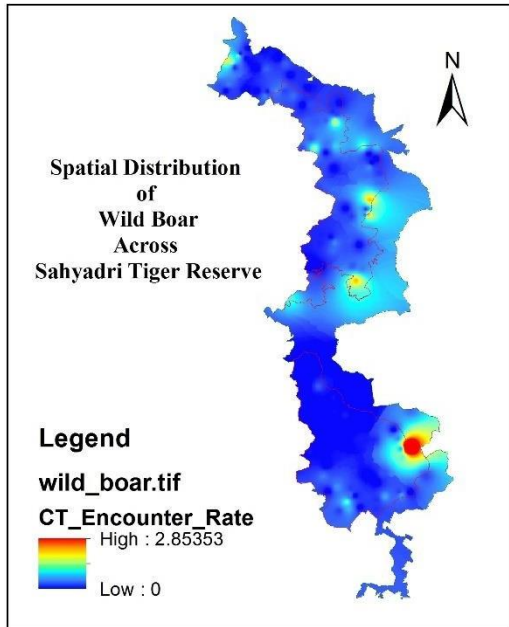 N
Spatial Distribution
of
Wild Boar
Across
Sahyadri Tiger Reserve
Legend
wild_boar.tif
CT_Encounter_Rate
High : 2.85353
Low : 0